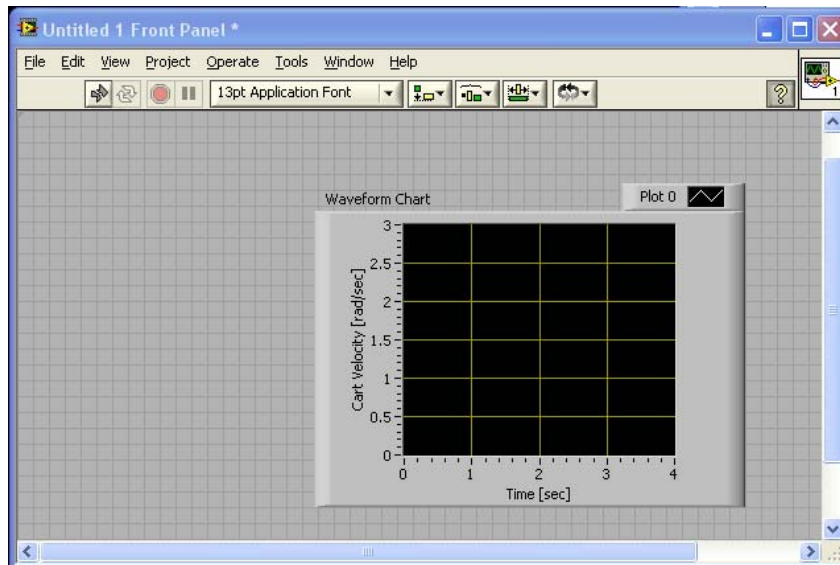 Untitled 1 Front Panel *
File Edit View Project Operate Tools Window Help
13pt Application Font
?
1
Waveform Chart
Plot 0
Cart Velocity [rad/sec]
3
2.5
2
1.5
1
0.5
0
0 1 2 3 4
Time [sec]